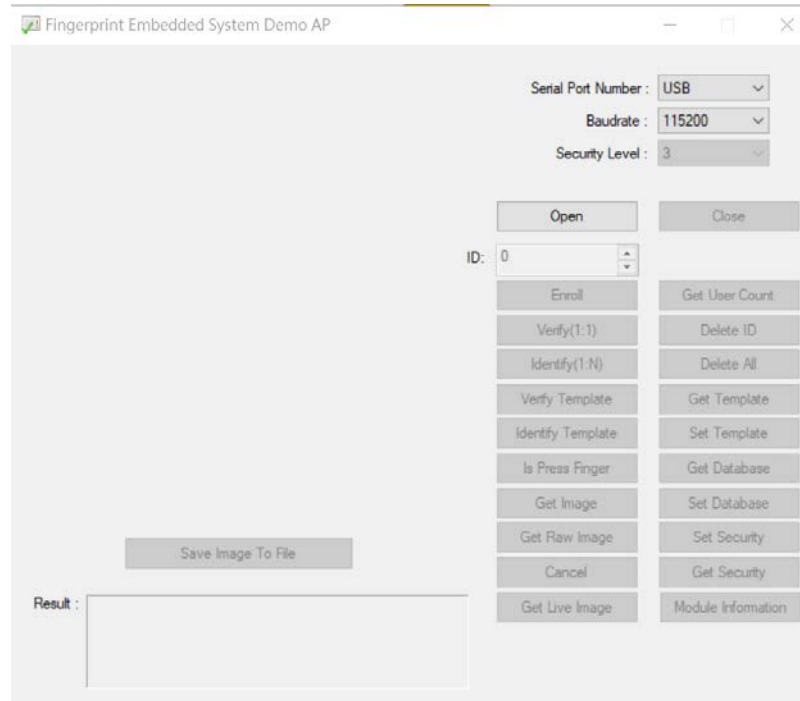 Fingerprint Embedded System Demo AP
Serial Port Number : USB
Baudrate : 115200
Security Level : 3
Open Close
ID: 0
Enroll Get User Count
Verify(1:1) Delete ID
Identify(1:N) Delete All
Verify Template Get Template
Identify Template Set Template
Is Press Finger Get Database
Get Image Set Database
Get Raw Image Set Security
Save Image To File
Cancel Get Security
Result :
Get Live Image Module Information